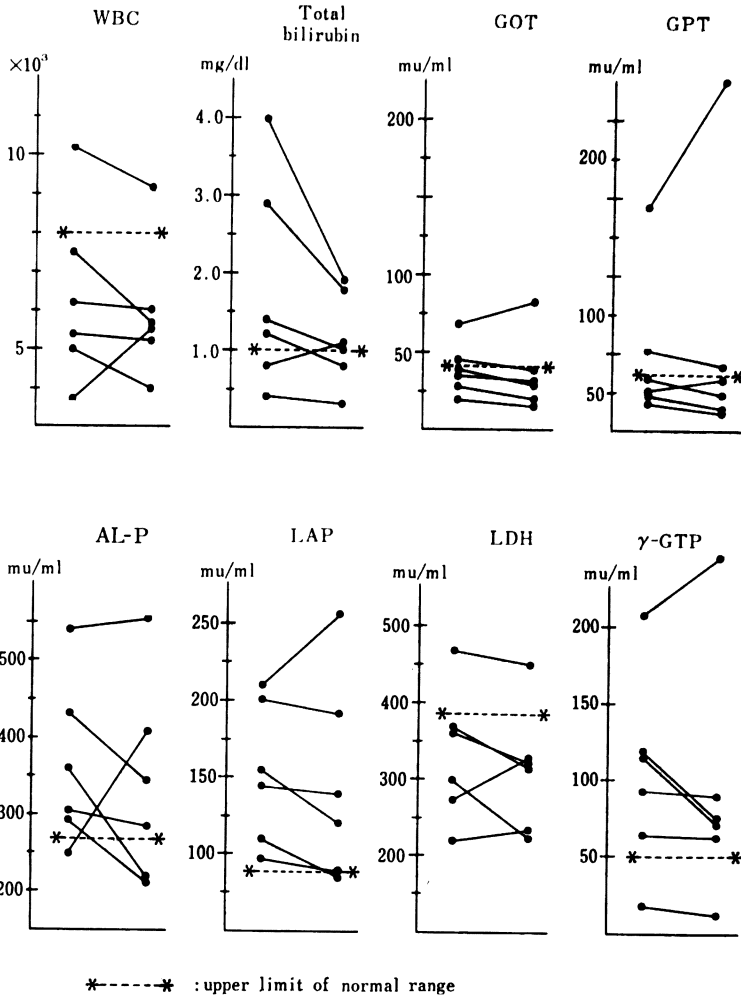 WBC
Total
bilirubin
GOT
GPT
×10³
mg/dl
mu/ml
mu/ml
10
5
4.0
3.0
2.0
1.0
200
100
50
200
100
50
AL-P
LAP
LDH
γ-GTP
mu/ml
mu/ml
mu/ml
mu/ml
500
400
300
200
250
200
150
100
500
400
300
200
200
150
100
50
: upper limit of normal range